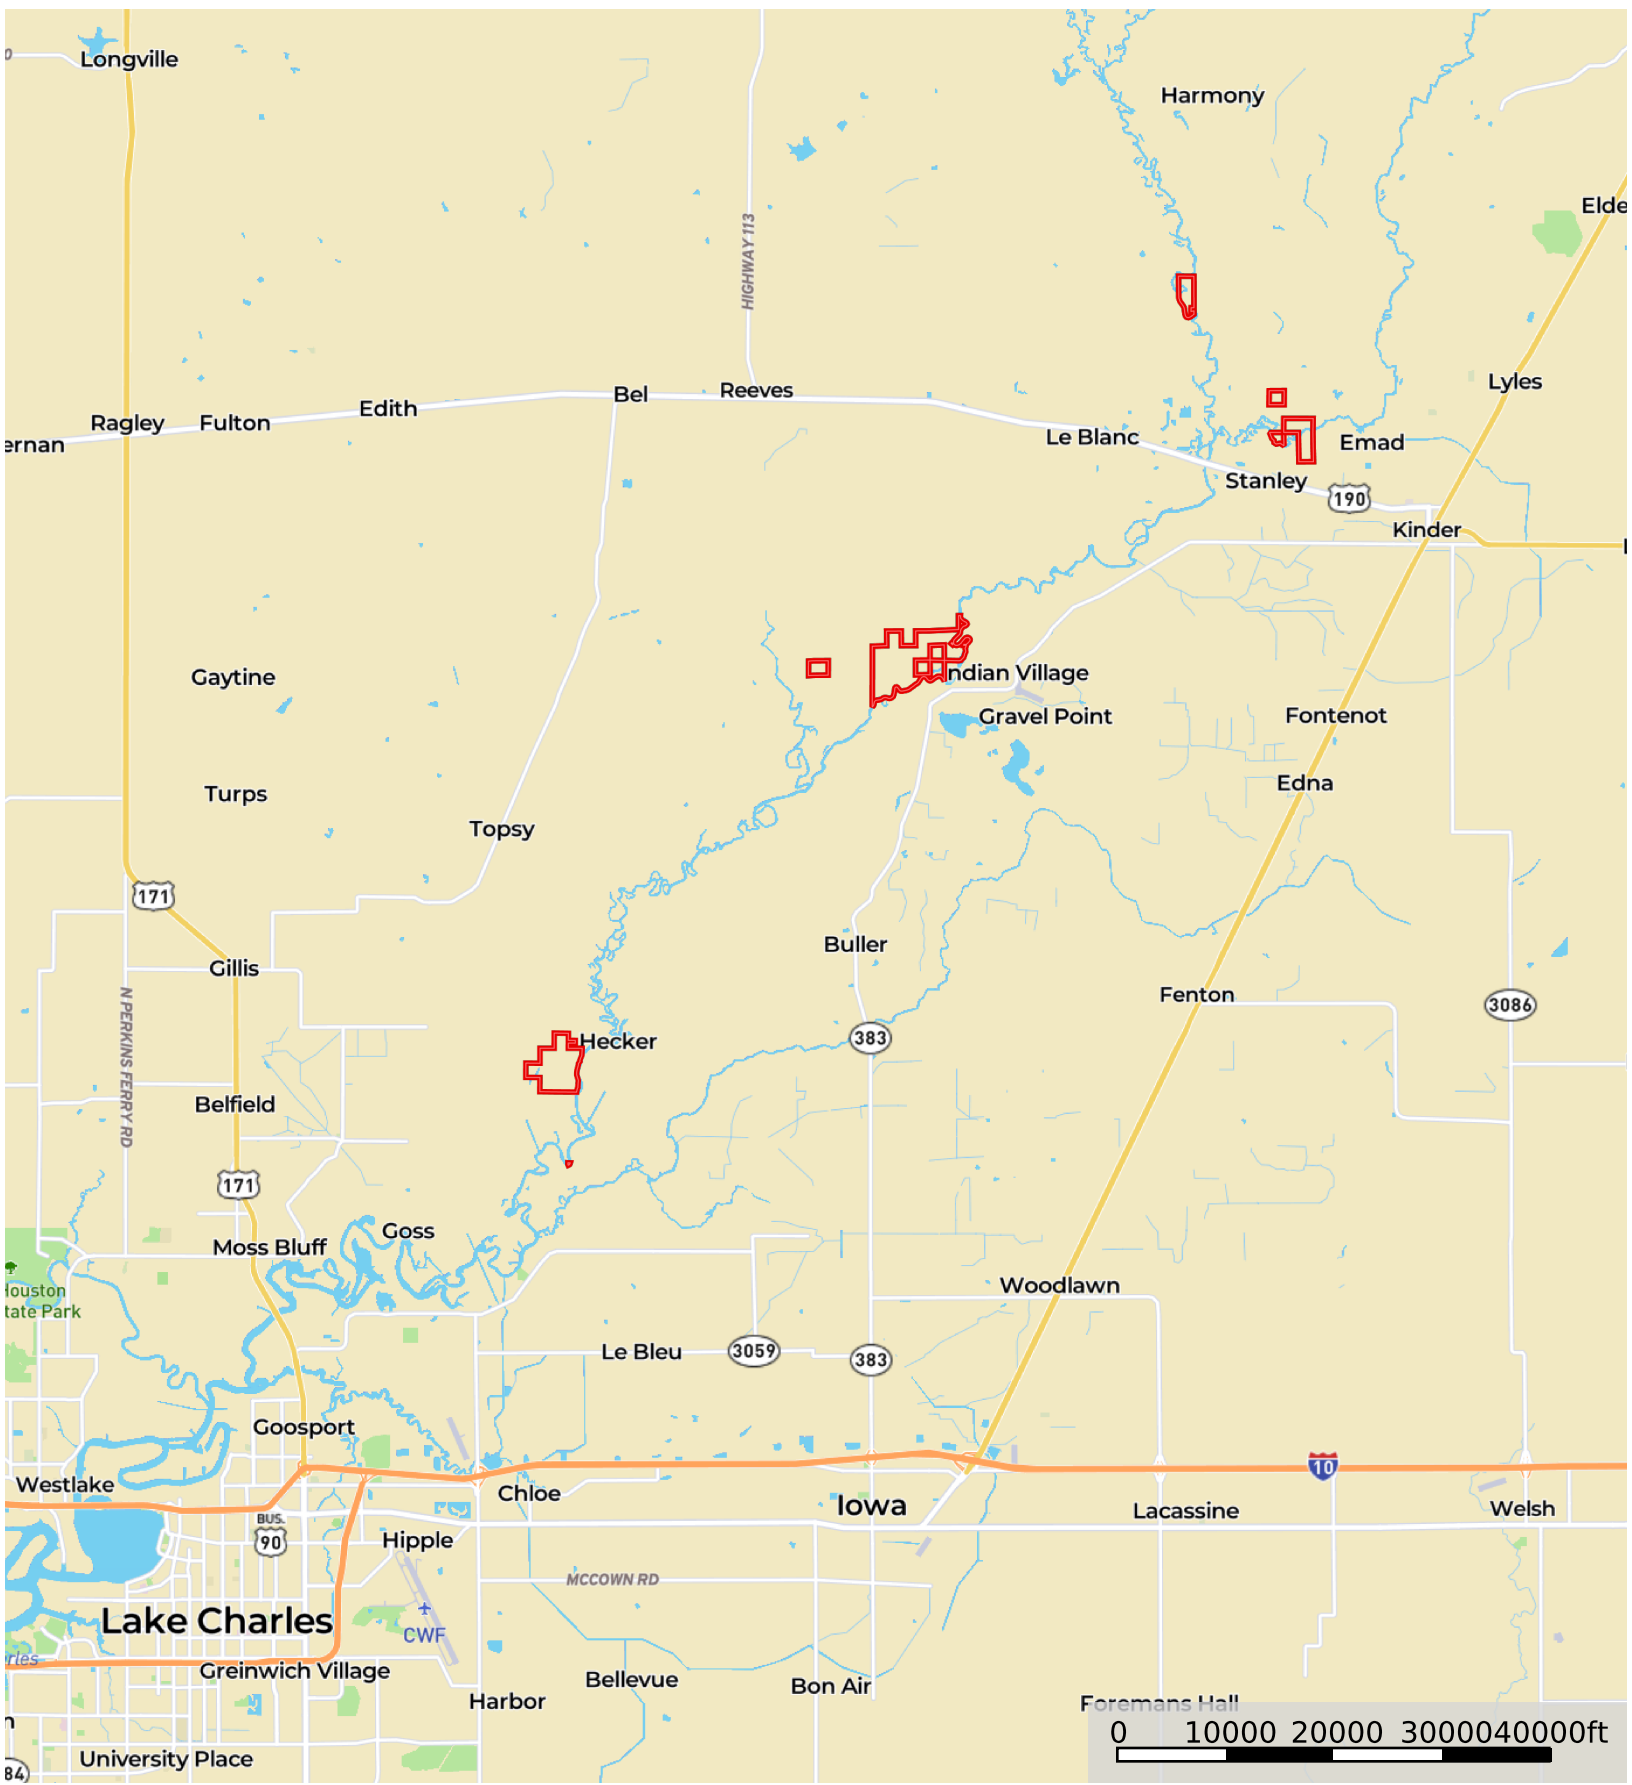 Longville
Harmony
Elde
HIGHWAY 113
Lyles
Bel
Reeves
Edith
Ragley
Fulton
ernan
Le Blanc
Emad
Stanley
190
Kinder
Gaytine
ndian Village
Gravel Point
Fontenot
Edna
Turps
Topsy
171
Buller
Gillis
Fenton
3086
N PERKINS FERRY RD
383
Hecker
Belfield
171
Goss
Moss Bluff
Houston
tate Park
Woodlawn
Le Bleu
3059
383
Goosport
10
Westlake
Chloe
Iowa
Lacassine
Welsh
BUS.
90
Hipple
MCCOWN RD
Lake Charles
CWF
rles
Greinwich Village
Bellevue
Bon Air
Harbor
Foremans Hall
n
0 10000 20000 30000 40000ft
University Place
84